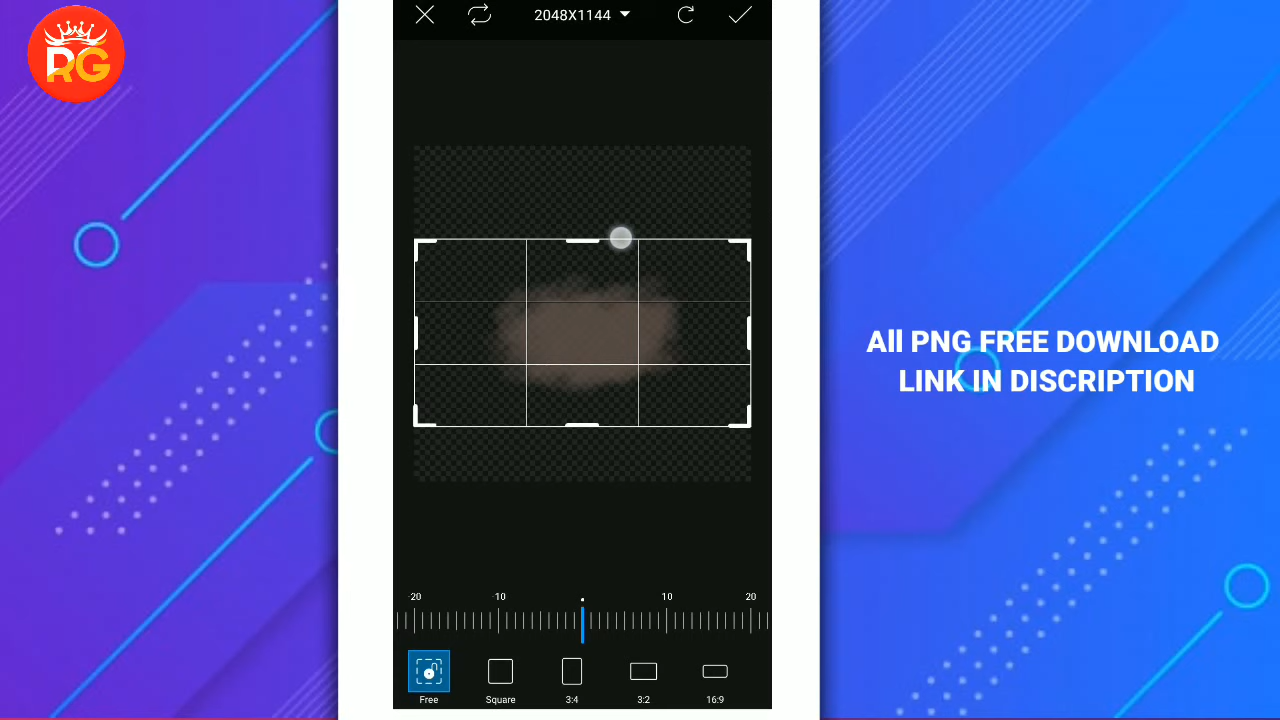 RG
2048X1144
All PNG FREE DOWNLOAD
LINK IN DISCRIPTION
-20 -10 10 20
Free Square 3:4 3:2 16:9